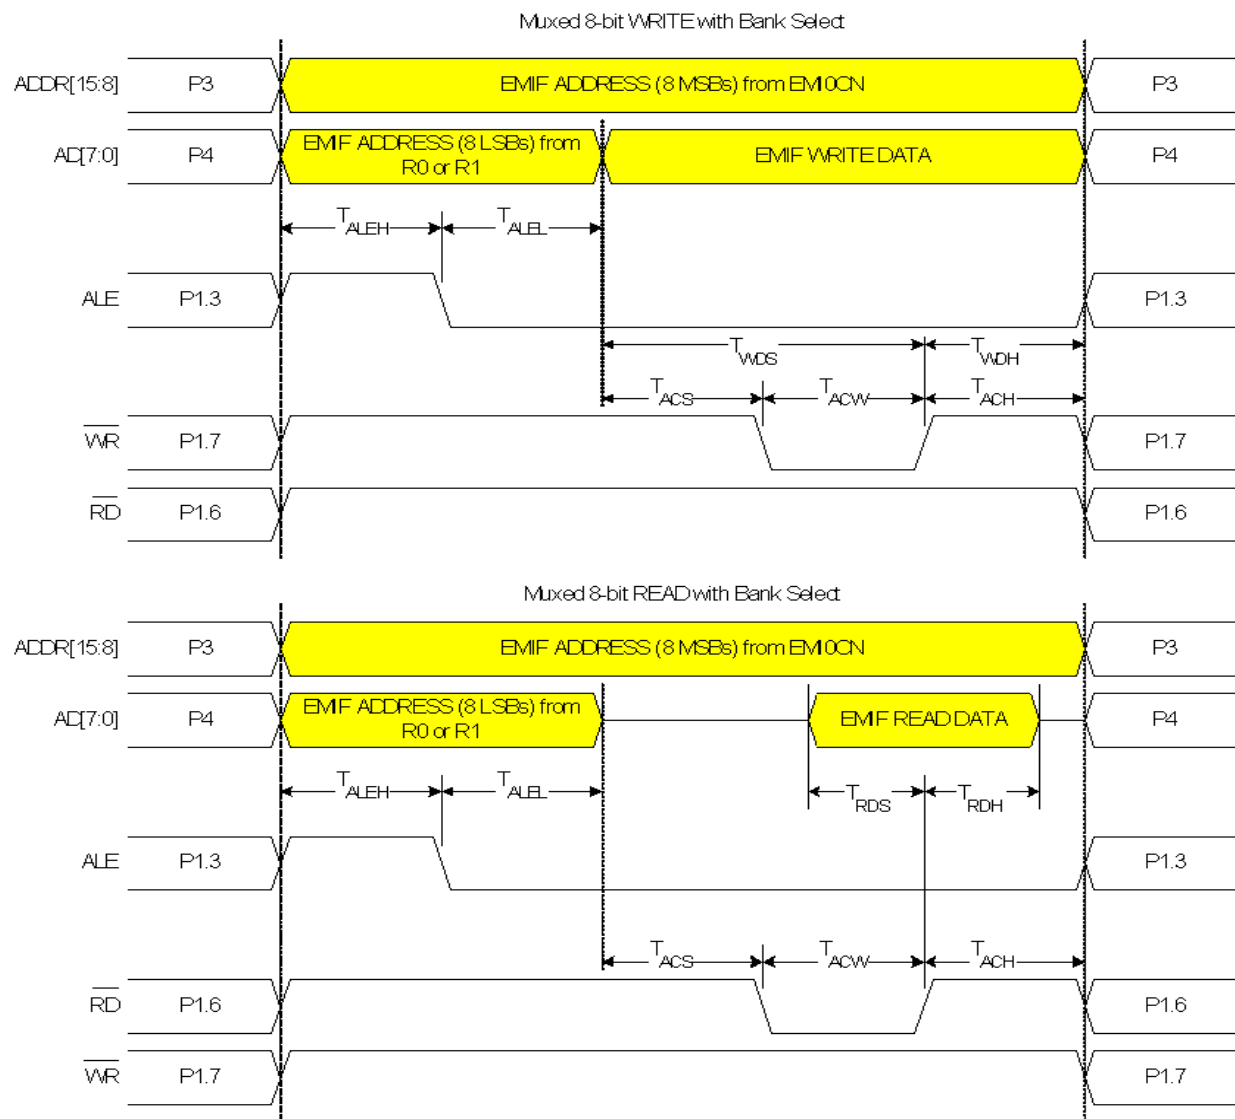 Muxed 8-bit WRITE with Bank Select
ADDR[15:8] P3 EMIF ADDRESS (8 MSBs) from EMI0CN P3
AD[7:0] P4 EMIF ADDRESS (8 LSBs) from R0 or R1 EMIF WRITE DATA P4
TALEH TALEL
ALE P1.3 P1.3
TWDS TWDH
TACS TACW TACH
WR P1.7 P1.7
RD P1.6 P1.6
Muxed 8-bit READ with Bank Select
ADDR[15:8] P3 EMIF ADDRESS (8 MSBs) from EMI0CN P3
AD[7:0] P4 EMIF ADDRESS (8 LSBs) from R0 or R1 EMIF READ DATA P4
TALEH TALEL TRDS TRDH
ALE P1.3 P1.3
TACS TACW TACH
RD P1.6 P1.6
WR P1.7 P1.7